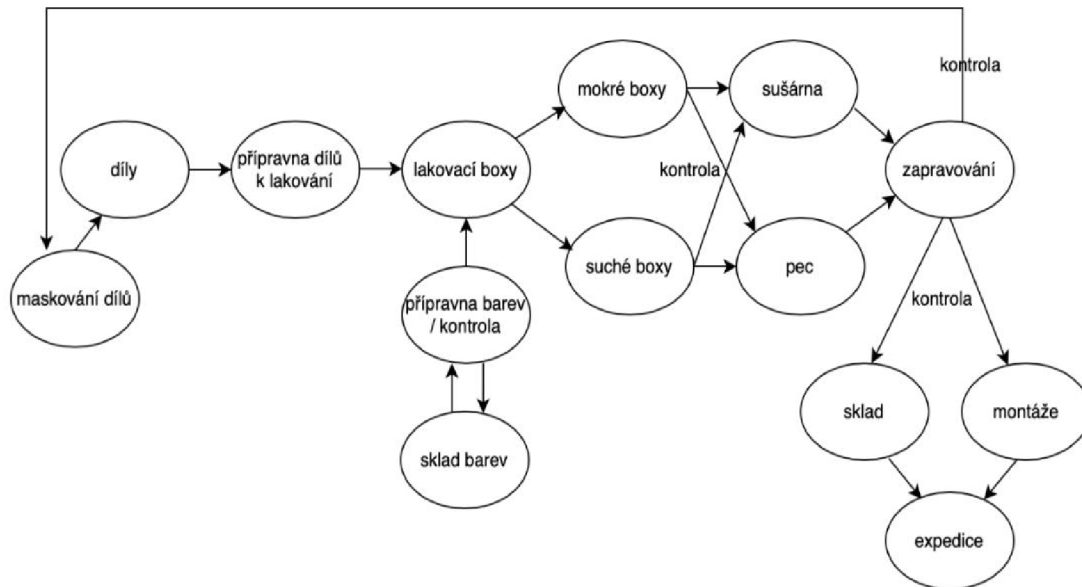 kontrola
mokré boxy
sušárna
díly
přípravna dílů
k lakování
lakovací boxy
kontrola
zapravování
maskování dílů
suché boxy
pec
přípravna barev
/ kontrola
kontrola
sklad
montáže
sklad barev
expedice